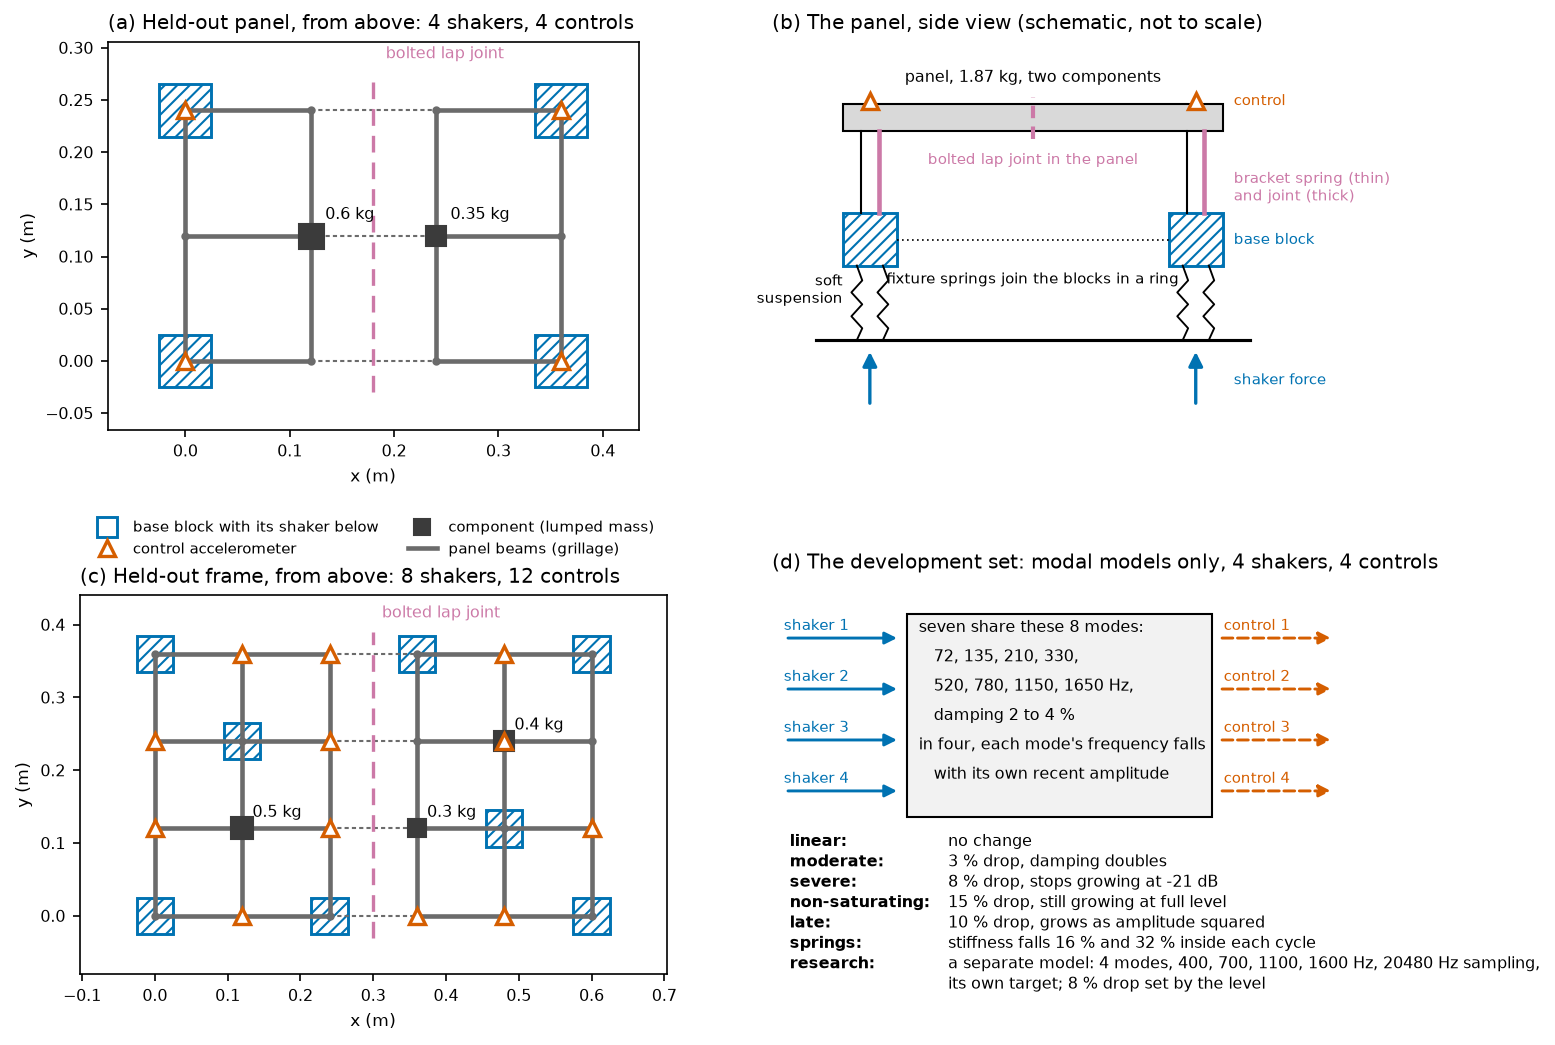 (a) Held-out panel, from above: 4 shakers, 4 controls
bolted lap joint
0.30
0.25
0.20
0.15
0.10
0.05
0.00
−0.05
y (m)
0.6 kg
0.35 kg
0.0
0.1
0.2
0.3
0.4
x (m)
base block with its shaker below
component (lumped mass)
control accelerometer
panel beams (grillage)
(b) The panel, side view (schematic, not to scale)
panel, 1.87 kg, two components
control
bolted lap joint in the panel
bracket spring (thin)
and joint (thick)
base block
soft
suspension
fixture springs join the blocks in a ring
shaker force
(c) Held-out frame, from above: 8 shakers, 12 controls
bolted lap joint
0.4
0.3
0.2
0.1
0.0
y (m)
0.4 kg
0.5 kg
0.3 kg
−0.1
0.0
0.1
0.2
0.3
0.4
0.5
0.6
0.7
x (m)
(d) The development set: modal models only, 4 shakers, 4 controls
shaker 1
shaker 2
shaker 3
shaker 4
seven share these 8 modes:
72, 135, 210, 330,
520, 780, 1150, 1650 Hz,
damping 2 to 4 %
in four, each mode's frequency falls
with its own recent amplitude
control 1
control 2
control 3
control 4
linear: no change
moderate: 3 % drop, damping doubles
severe: 8 % drop, stops growing at -21 dB
non-saturating: 15 % drop, still growing at full level
late: 10 % drop, grows as amplitude squared
springs: stiffness falls 16 % and 32 % inside each cycle
research: a separate model: 4 modes, 400, 700, 1100, 1600 Hz, 20480 Hz sampling,
its own target; 8 % drop set by the level